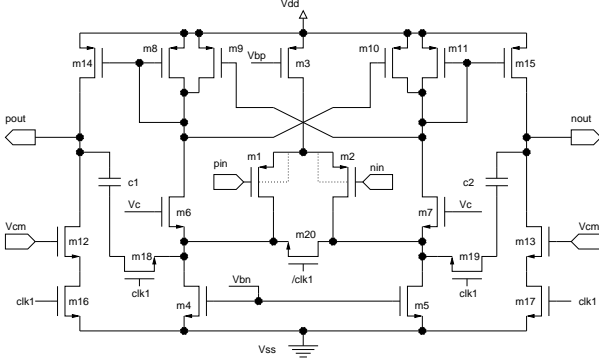 Vdd
m14
m8
m9
Vbp
m3
m10
m11
m15
pout
nout
pin
m1
m2
nin
c1
c2
Vc
m6
m7
Vc
Vcm
m12
m18
m20
m19
m13
Vcm
clk1
/clk1
clk1
clk1
m16
m4
Vbn
m5
m17
clk1
Vss